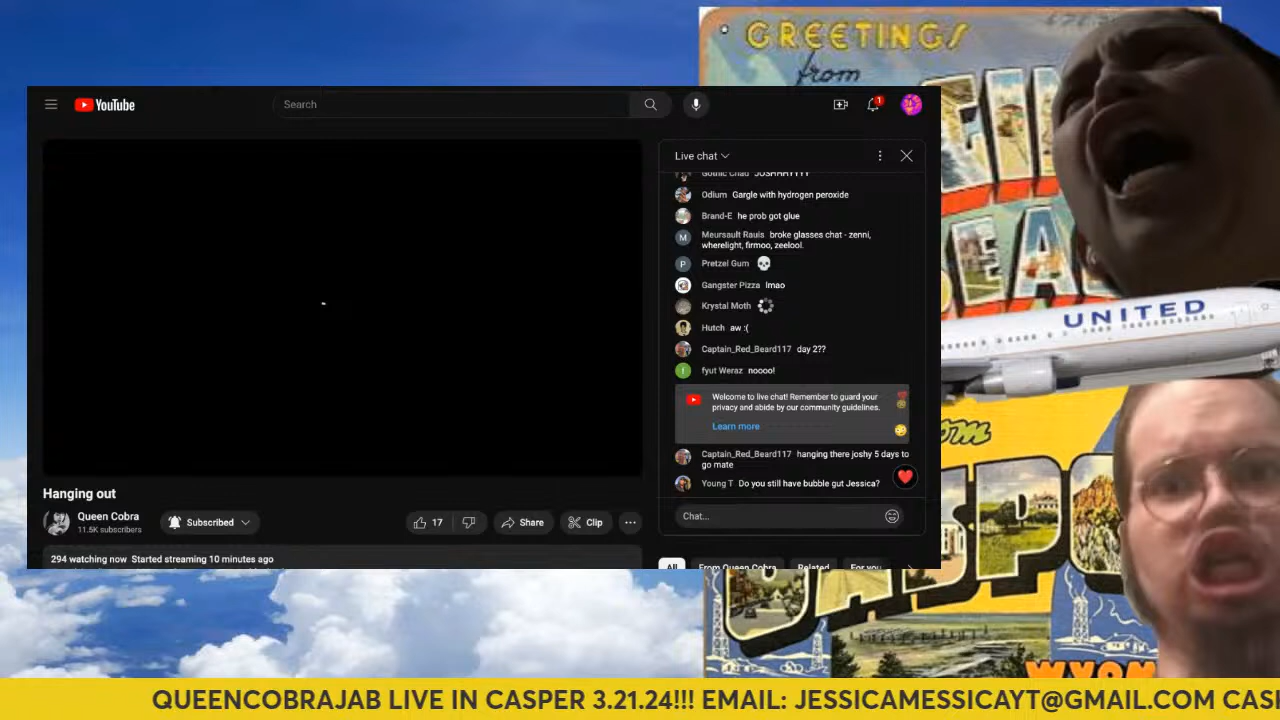 GREETINGS
from
YouTube
Search
1
Live chat
Gothic Chad JOSHHHYYYY
Odium Gargle with hydrogen peroxide
Brand-E he prob got glue
M
Meursault Rauis broke glasses chat - zenni,
wherelight, firmoo, zeelool.
P
Pretzel Gum
Gangster Pizza lmao
Krystal Moth
Hutch aw :(
Captain_Red_Beard117 day 2??
fyut Weraz noooo!
Welcome to live chat! Remember to guard your
privacy and abide by our community guidelines.
Learn more
Captain_Red_Beard117 hanging there joshy 5 days to
go mate
Young T Do you still have bubble gut Jessica?
Chat...
Hanging out
Queen Cobra
11.5K subscribers
Subscribed
17
Share
Clip
294 watching now Started streaming 10 minutes ago
All
From Queen Cobra
Related
For you
UNITED
QUEENCOBRAJAB LIVE IN CASPER 3.21.24!!! EMAIL: JESSICAMESSICAYT@GMAIL.COM